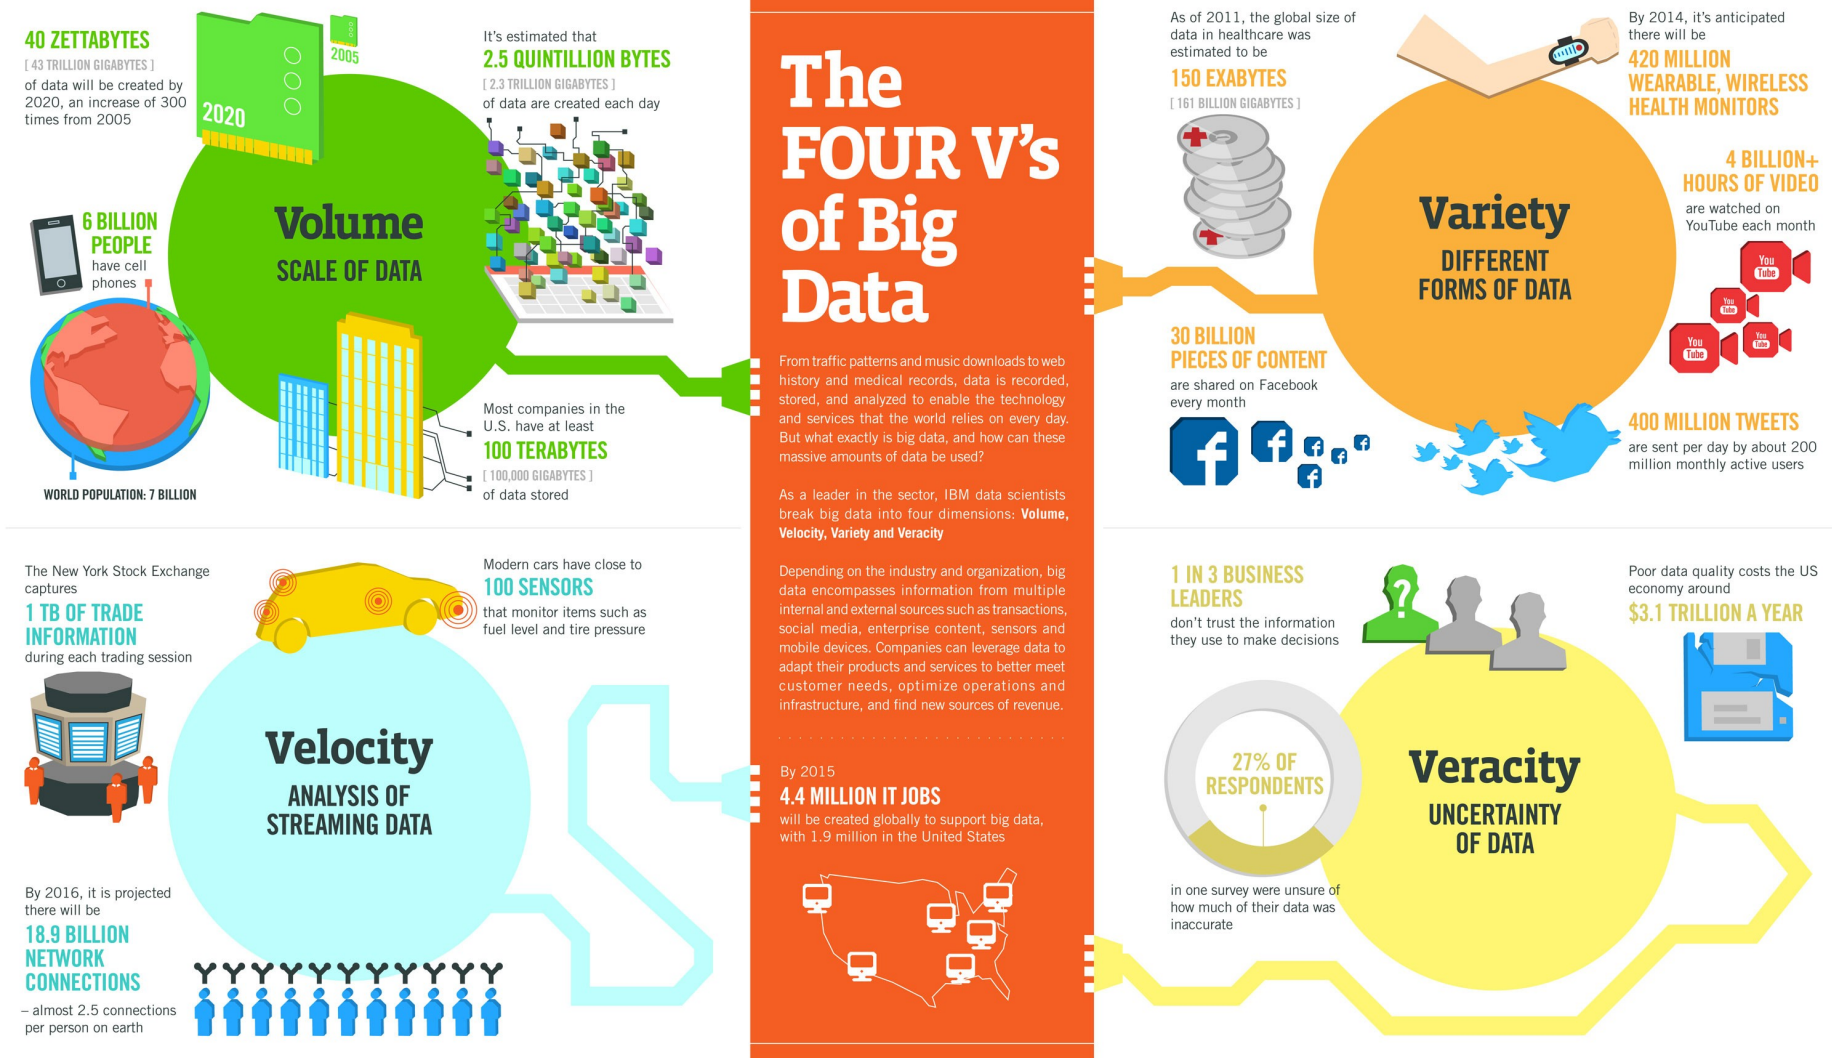 40 ZETTABYTES
[ 43 TRILLION GIGABYTES ]
of data will be created by
2020, an increase of 300
times from 2005
2020
2005
It's estimated that
2.5 QUINTILLION BYTES
[ 2.3 TRILLION GIGABYTES ]
of data are created each day
6 BILLION
PEOPLE
have cell
phones
WORLD POPULATION: 7 BILLION
Volume
SCALE OF DATA
Most companies in the
U.S. have at least
100 TERABYTES
[ 100,000 GIGABYTES ]
of data stored
The New York Stock Exchange
captures
1 TB OF TRADE
INFORMATION
during each trading session
Modern cars have close to
100 SENSORS
that monitor items such as
fuel level and tire pressure
Velocity
ANALYSIS OF
STREAMING DATA
By 2016, it is projected
there will be
18.9 BILLION
NETWORK
CONNECTIONS
– almost 2.5 connections
per person on earth
The
FOUR V's
of Big
Data
From traffic patterns and music downloads to web
history and medical records, data is recorded,
stored, and analyzed to enable the technology
and services that the world relies on every day.
But what exactly is big data, and how can these
massive amounts of data be used?
As a leader in the sector, IBM data scientists
break big data into four dimensions: Volume,
Velocity, Variety and Veracity
Depending on the industry and organization, big
data encompasses information from multiple
internal and external sources such as transactions,
social media, enterprise content, sensors and
mobile devices. Companies can leverage data to
adapt their products and services to better meet
customer needs, optimize operations and
infrastructure, and find new sources of revenue.
By 2015
4.4 MILLION IT JOBS
will be created globally to support big data,
with 1.9 million in the United States
As of 2011, the global size of
data in healthcare was
estimated to be
150 EXABYTES
[ 161 BILLION GIGABYTES ]
By 2014, it's anticipated
there will be
420 MILLION
WEARABLE, WIRELESS
HEALTH MONITORS
4 BILLION+
HOURS OF VIDEO
are watched on
YouTube each month
You
Tube
You
Tube
You
Tube
You
Tube
Variety
DIFFERENT
FORMS OF DATA
30 BILLION
PIECES OF CONTENT
are shared on Facebook
every month
f
f
f
f
f
f
400 MILLION TWEETS
are sent per day by about 200
million monthly active users
1 IN 3 BUSINESS
LEADERS
don't trust the information
they use to make decisions
?
Poor data quality costs the US
economy around
$3.1 TRILLION A YEAR
27% OF
RESPONDENTS
in one survey were unsure of
how much of their data was
inaccurate
Veracity
UNCERTAINTY
OF DATA